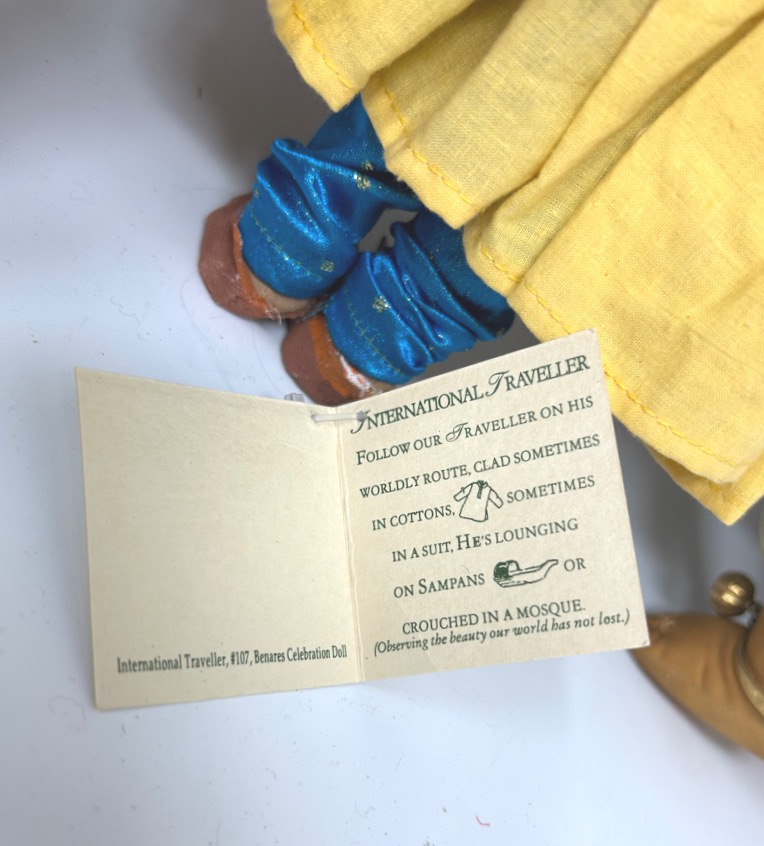 International Traveller, #107, Benares Celebration Doll
INTERNATIONAL TRAVELLER
FOLLOW OUR TRAVELLER ON HIS
WORLDLY ROUTE, CLAD SOMETIMES
IN COTTONS, SOMETIMES
IN A SUIT, HE'S LOUNGING
ON SAMPANS OR
CROUCHED IN A MOSQUE.
(Observing the beauty our world has not lost.)